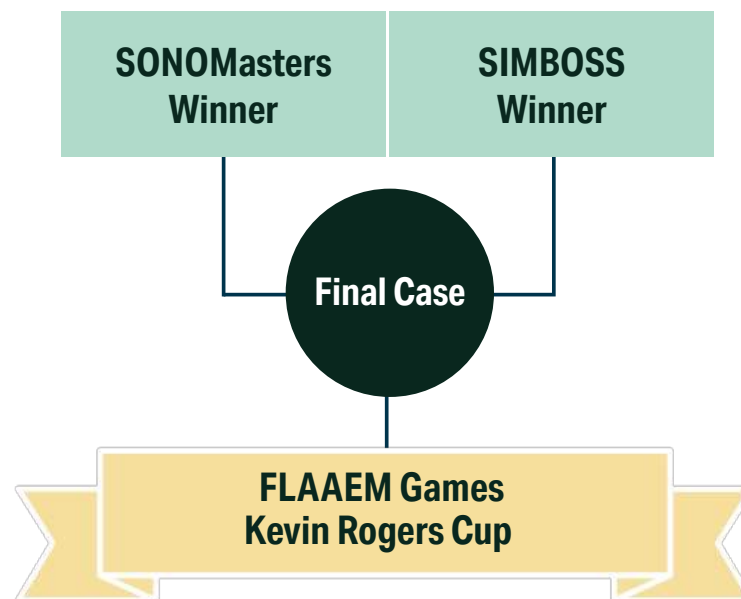 SONOMasters
Winner
SIMBOSS
Winner
Final Case
FLAAEM Games
Kevin Rogers Cup